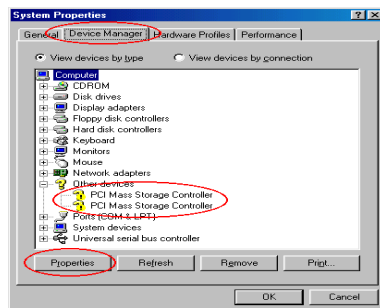 System Properties
General Device Manager Hardware Profiles Performance
View devices by type View devices by connection
Computer
CDROM
Disk drives
Display adapters
Floppy disk controllers
Hard disk controllers
Keyboard
Monitors
Mouse
Network adapters
Other devices
PCI Mass Storage Controller
PCI Mass Storage Controller
Ports (COM & LPT)
System devices
Universal serial bus controller
Properties Refresh Remove Print...
OK Cancel